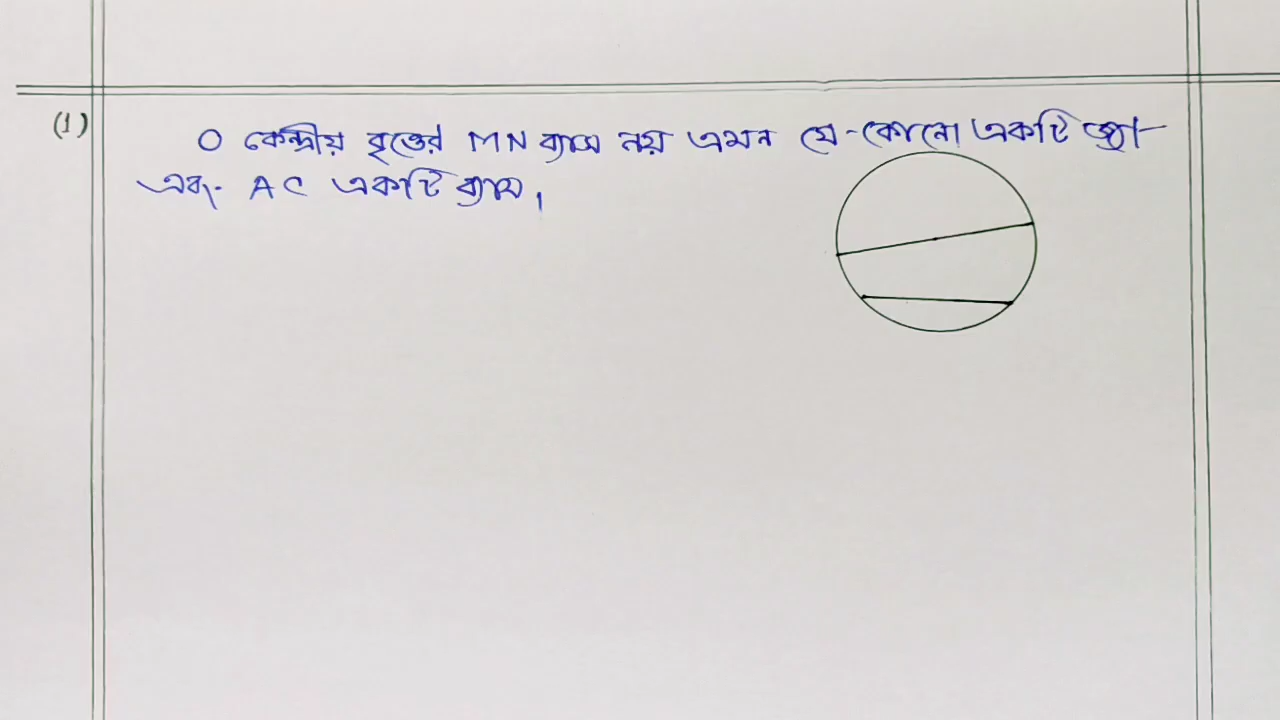 (1) O কেন্দ্রীয় বৃত্তের MN ব্যাস নয় এমন যে-কোনো একটি জ্যা
এবং AC একটি ব্যাস।